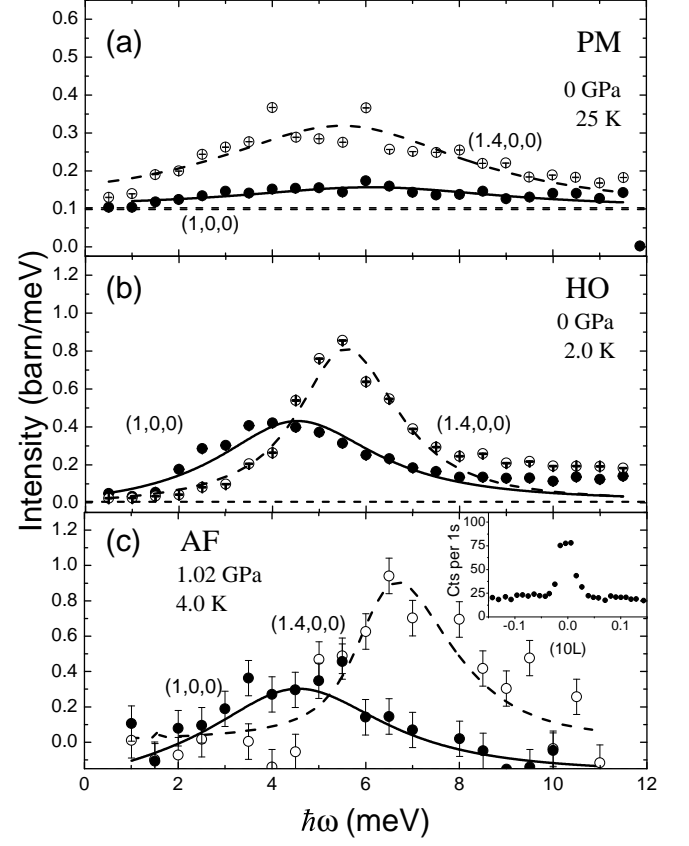 Intensity (barn/meV)
0.6
0.5
0.4
0.3
0.2
0.1
0.0
(a)
PM
0 GPa
25 K
(1.4,0,0)
(1,0,0)
1.2
1.0
0.8
0.6
0.4
0.2
0.0
(b)
HO
0 GPa
2.0 K
(1,0,0)
(1.4,0,0)
1.2
1.0
0.8
0.6
0.4
0.2
0.0
(c)
AF
1.02 GPa
4.0 K
(1.4,0,0)
(1,0,0)
Cts per 1s
100
75
50
25
0
-0.1 0.0 0.1
(10L)
0 2 4 6 8 10 12
ħω (meV)